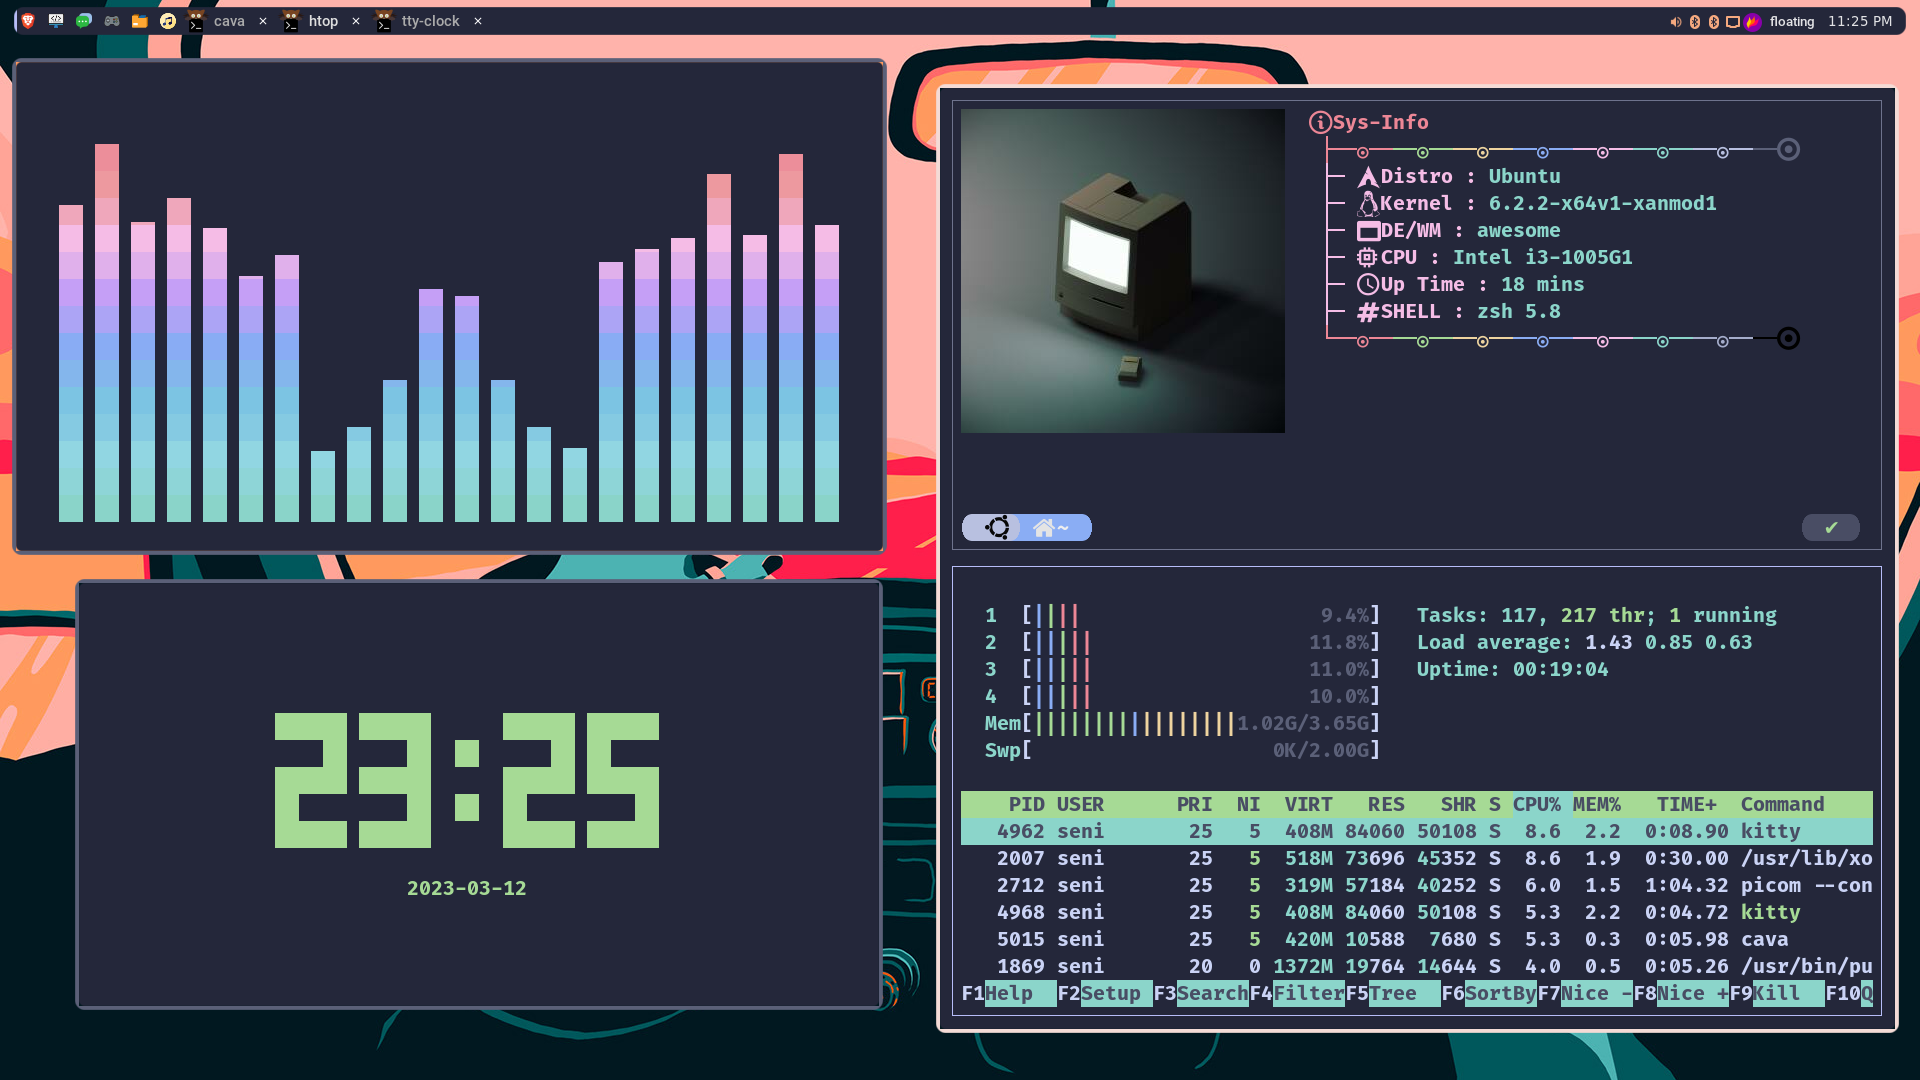 cava × htop × tty-clock × floating 11:25 PM
Sys-Info
Distro : Ubuntu
Kernel : 6.2.2-x64v1-xanmod1
DE/WM : awesome
CPU : Intel i3-1005G1
Up Time : 18 mins
SHELL : zsh 5.8
~ ✔
23:25
2023-03-12
1 [|||| 9.4%] Tasks: 117, 217 thr; 1 running
2 [||||| 11.8%] Load average: 1.43 0.85 0.63
3 [||||| 11.0%] Uptime: 00:19:04
4 [||||| 10.0%]
Mem[|||||||||||||||||1.02G/3.65G]
Swp[ 0K/2.00G]
PID USER PRI NI VIRT RES SHR S CPU% MEM% TIME+ Command
4962 seni 25 5 408M 84060 50108 S 8.6 2.2 0:08.90 kitty
2007 seni 25 5 518M 73696 45352 S 8.6 1.9 0:30.00 /usr/lib/xo
2712 seni 25 5 319M 57184 40252 S 6.0 1.5 1:04.32 picom --con
4968 seni 25 5 408M 84060 50108 S 5.3 2.2 0:04.72 kitty
5015 seni 25 5 420M 10588 7680 S 5.3 0.3 0:05.98 cava
1869 seni 20 0 1372M 19764 14644 S 4.0 0.5 0:05.26 /usr/bin/pu
F1Help F2Setup F3SearchF4FilterF5Tree F6SortByF7Nice -F8Nice +F9Kill F10Q